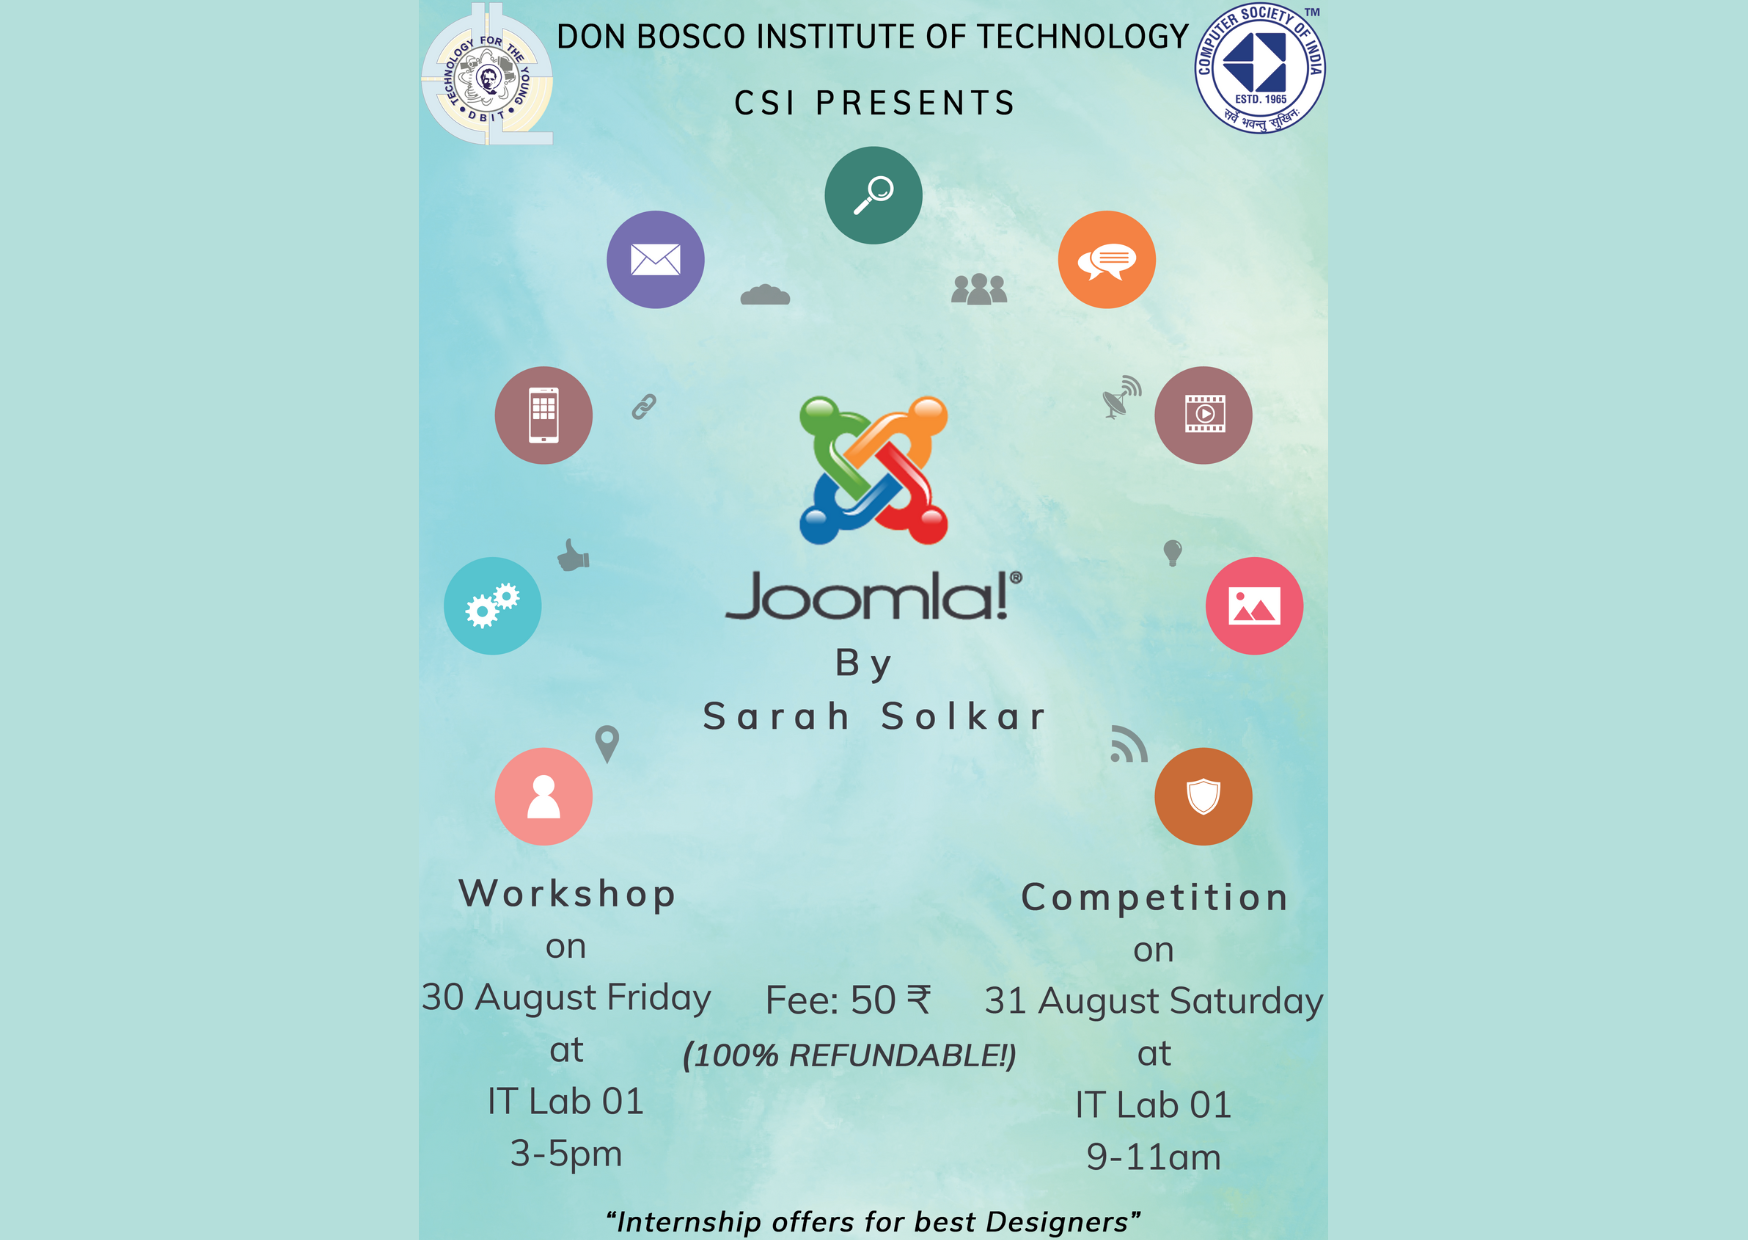 DON BOSCO INSTITUTE OF TECHNOLOGY
CSI PRESENTS
TECHNOLOGY FOR THE YOUNG
• DBIT •
COMPUTER SOCIETY OF INDIA
TM
ESTD. 1965
सर्वे भवन्तु सुखिनः
Joomla!®
By
Sarah Solkar
Workshop
on
30 August Friday
at
IT Lab 01
3-5pm
Fee: 50 ₹
(100% REFUNDABLE!)
Competition
on
31 August Saturday
at
IT Lab 01
9-11am
“Internship offers for best Designers”